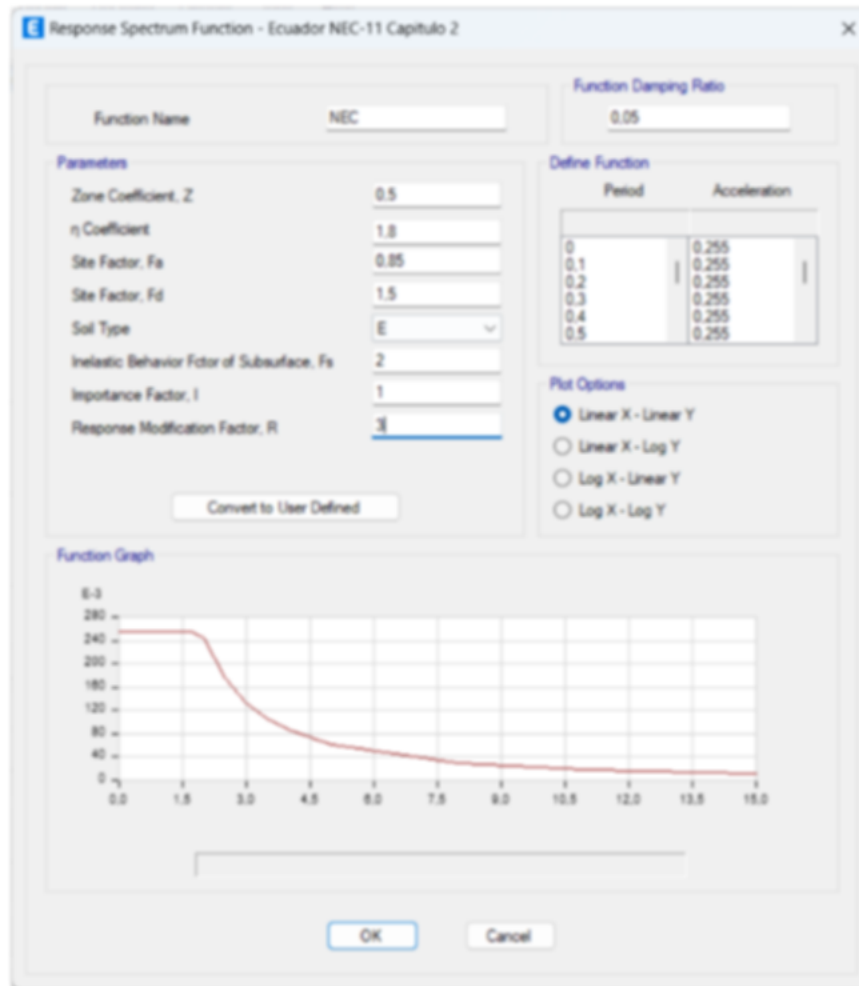 E Response Spectrum Function - Ecuador NEC-11 Capitulo 2
Function Name NEC
Function Damping Ratio
0,05
Parameters
Zone Coefficient, Z 0.5
η Coefficient 1,8
Site Factor, Fa 0.85
Site Factor, Fd 1,5
Soil Type E
Inelastic Behavior Fctor of Subsurface, Fs 2
Importance Factor, I 1
Response Modification Factor, R 3
Convert to User Defined
Define Function
Period Acceleration
0 0,255
0,1 0,255
0,2 0,255
0,3 0,255
0,4 0,255
0,5 0,255
Plot Options
Linear X - Linear Y
Linear X - Log Y
Log X - Linear Y
Log X - Log Y
Function Graph
E-3
280
240
200
160
120
80
40
0
0,0 1,5 3,0 4,5 6,0 7,5 9,0 10,5 12,0 13,5 15,0
OK Cancel